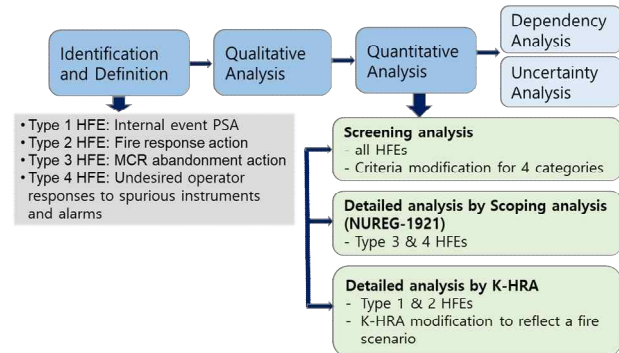 Identification
and Definition
Qualitative
Analysis
Quantitative
Analysis
Dependency
Analysis
Uncertainty
Analysis
• Type 1 HFE: Internal event PSA
• Type 2 HFE: Fire response action
• Type 3 HFE: MCR abandonment action
• Type 4 HFE: Undesired operator
responses to spurious instruments
and alarms
Screening analysis
- all HFEs
- Criteria modification for 4 categories
Detailed analysis by Scoping analysis
(NUREG-1921)
- Type 3 & 4 HFEs
Detailed analysis by K-HRA
- Type 1 & 2 HFEs
- K-HRA modification to reflect a fire
scenario